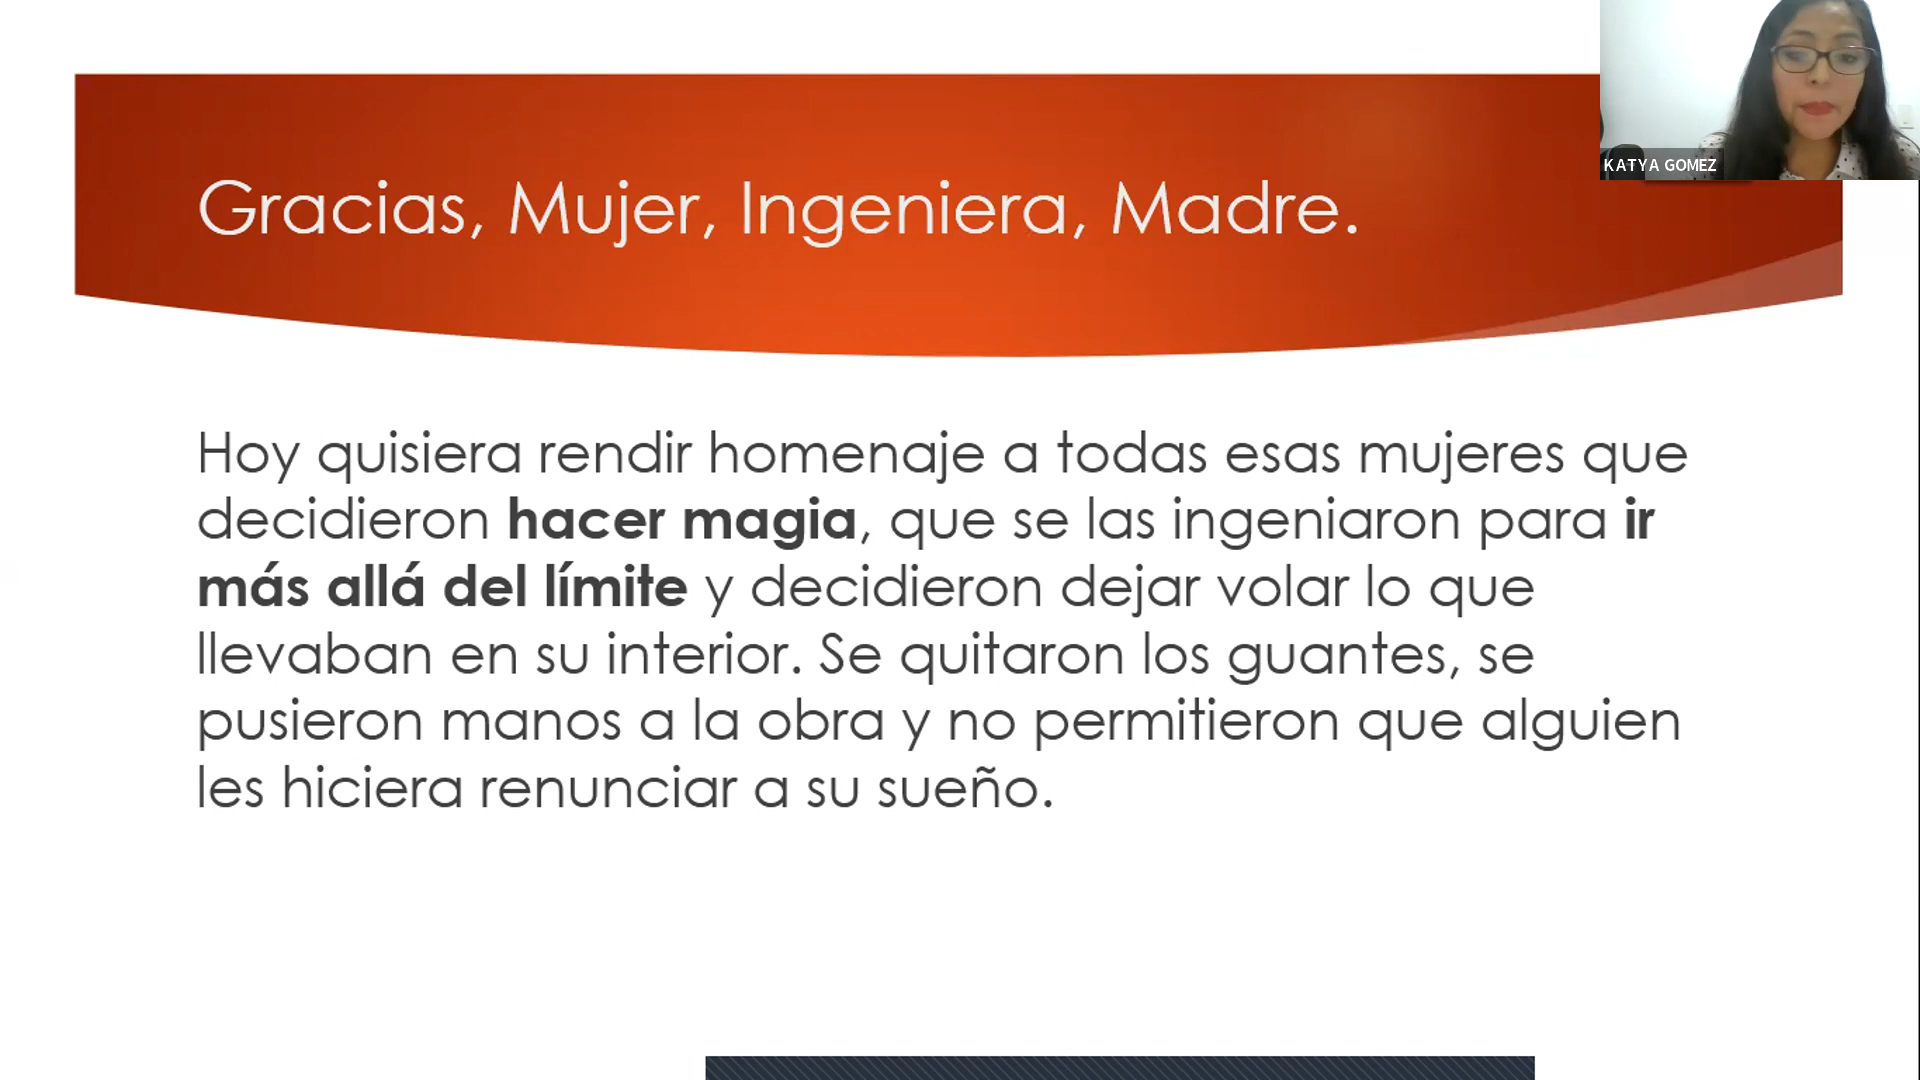 KATYA GOMEZ
Gracias, Mujer, Ingeniera, Madre.
Hoy quisiera rendir homenaje a todas esas mujeres que
decidieron hacer magia, que se las ingeniaron para ir
más allá del límite y decidieron dejar volar lo que
llevaban en su interior. Se quitaron los guantes, se
pusieron manos a la obra y no permitieron que alguien
les hiciera renunciar a su sueño.